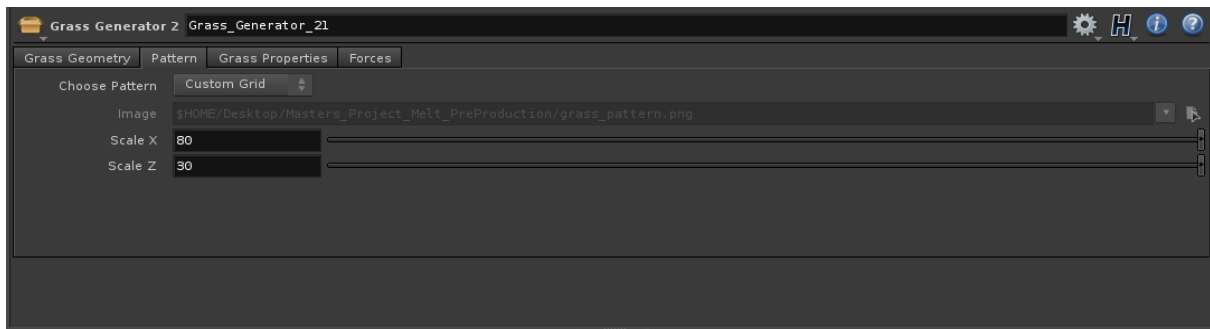 Grass Generator 2 Grass_Generator_21
Grass Geometry Pattern Grass Properties Forces
Choose Pattern Custom Grid
Image $HOME/Desktop/Masters_Project_Melt_PreProduction/grass_pattern.png
Scale X 80
Scale Z 30